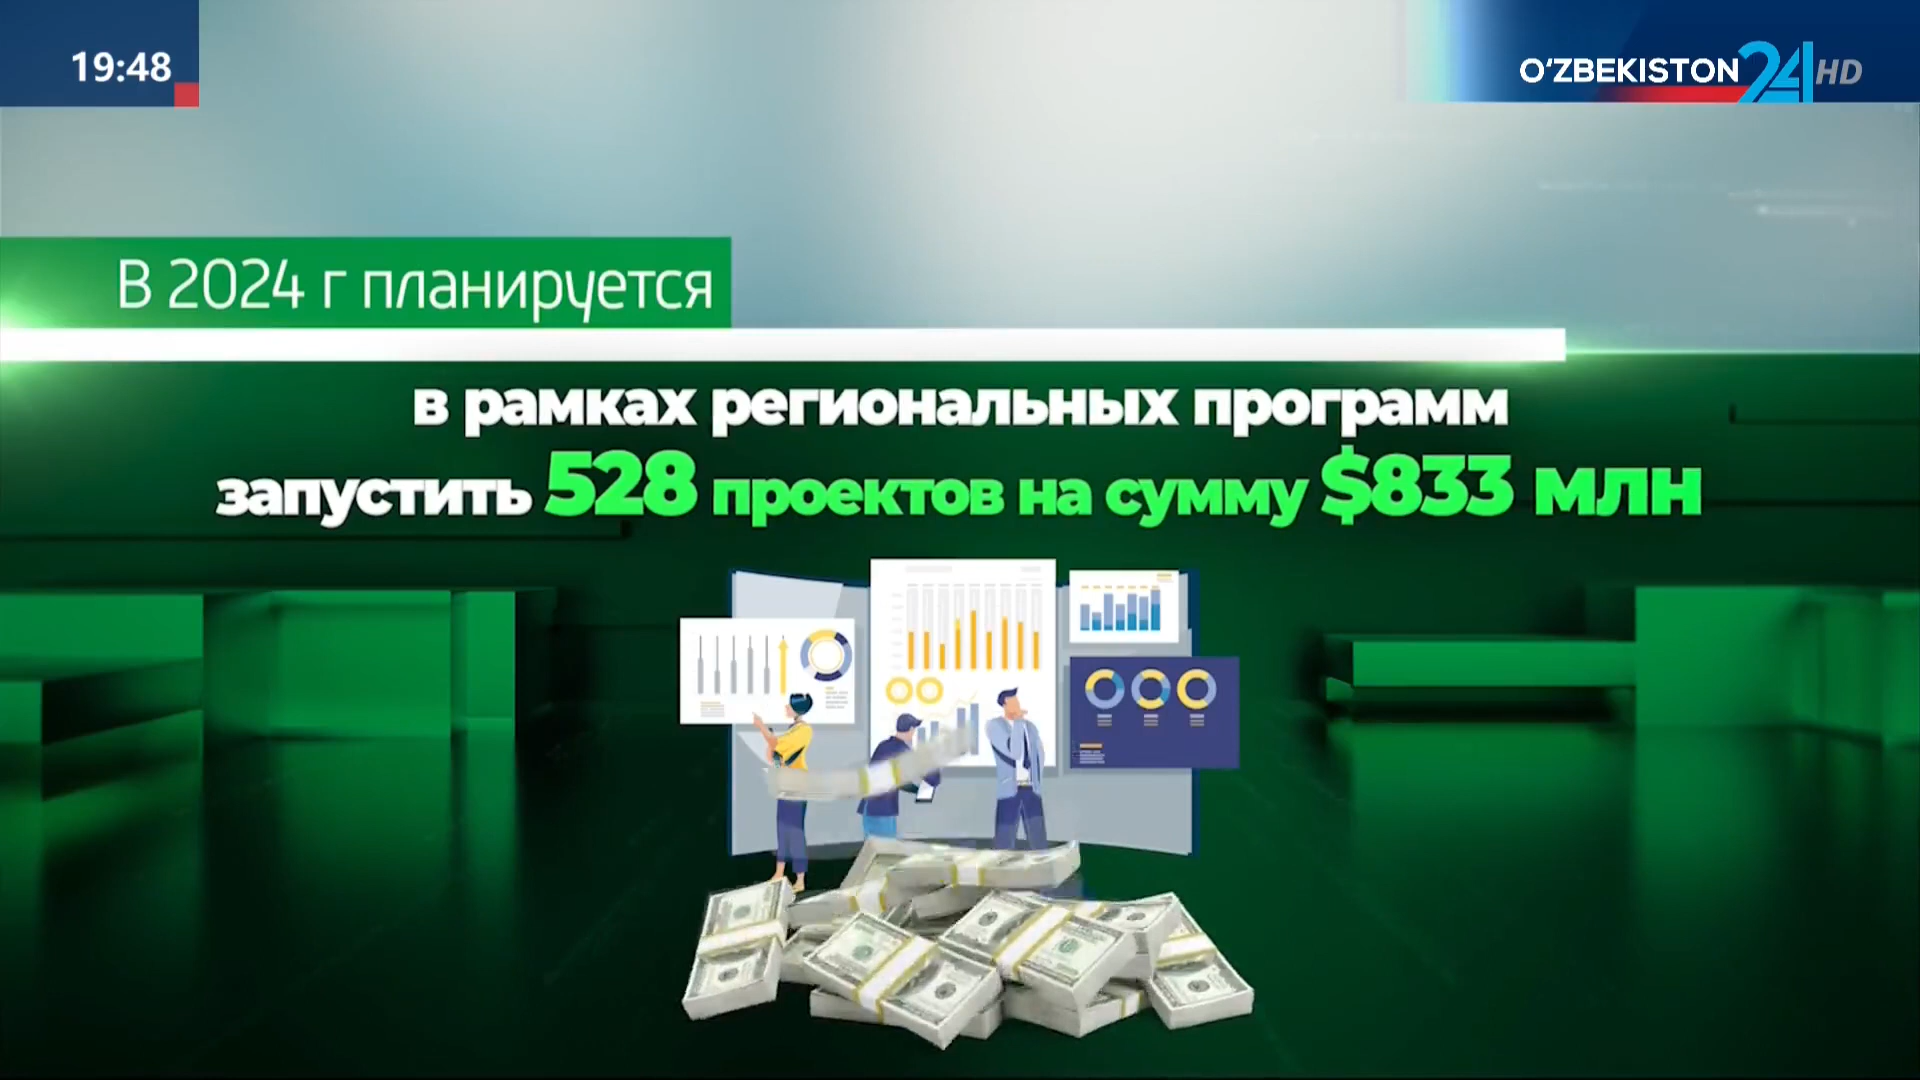 19:48
O‘ZBEKISTON 24 HD
В 2024 г планируется
в рамках региональных программ
запустить 528 проектов на сумму $833 млн